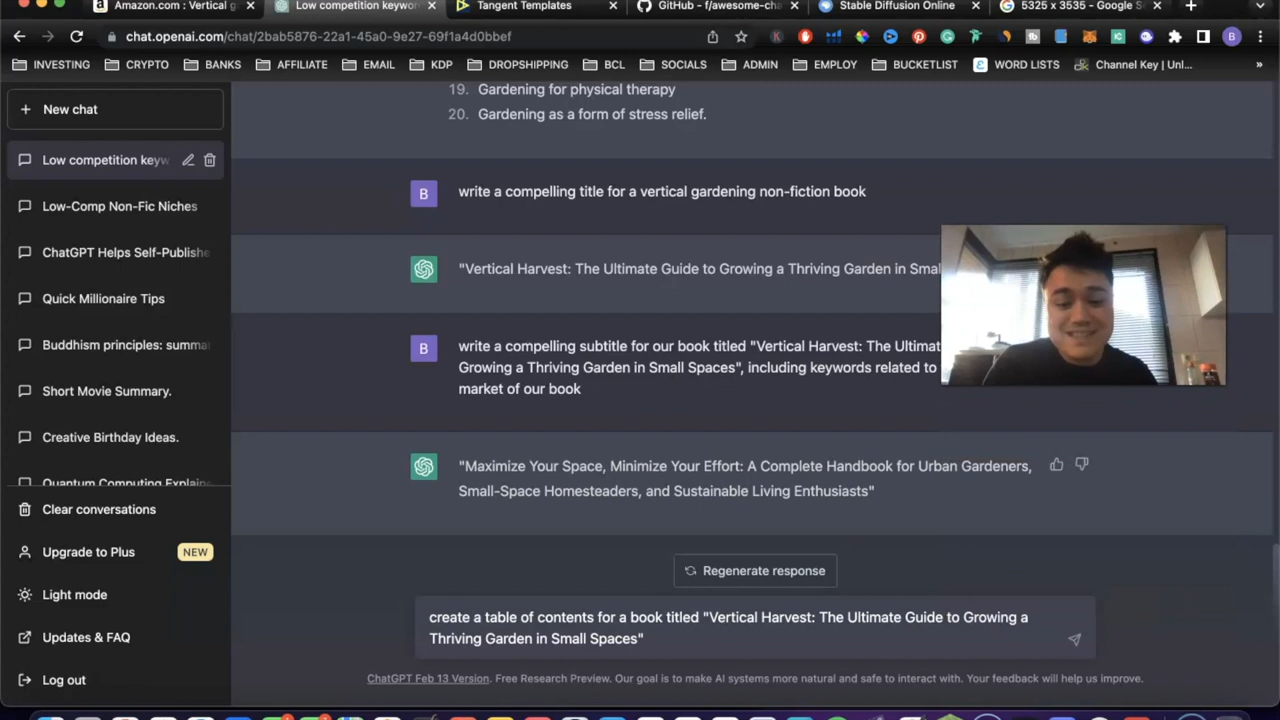 Amazon.com : Vertical g
Low competition keywor
Tangent Templates
GitHub - f/awesome-cha
Stable Diffusion Online
5325 x 3535 - Google S
chat.openai.com/chat/2bab5876-22a1-45a0-9e27-69f1a4d0bbef
INVESTING
CRYPTO
BANKS
AFFILIATE
EMAIL
KDP
DROPSHIPPING
BCL
SOCIALS
ADMIN
EMPLOY
BUCKETLIST
WORD LISTS
Channel Key | Unl...
»
+ New chat
Low competition keyw
Low-Comp Non-Fic Niches
ChatGPT Helps Self-Publishe
Quick Millionaire Tips
Buddhism principles: summa
Short Movie Summary.
Creative Birthday Ideas.
Quantum Computing Explain
Clear conversations
Upgrade to Plus NEW
Light mode
Updates & FAQ
Log out
19. Gardening for physical therapy
20. Gardening as a form of stress relief.
B
write a compelling title for a vertical gardening non-fiction book
"Vertical Harvest: The Ultimate Guide to Growing a Thriving Garden in Smal
B
write a compelling subtitle for our book titled "Vertical Harvest: The Ultimat
Growing a Thriving Garden in Small Spaces", including keywords related to
market of our book
"Maximize Your Space, Minimize Your Effort: A Complete Handbook for Urban Gardeners,
Small-Space Homesteaders, and Sustainable Living Enthusiasts"
Regenerate response
create a table of contents for a book titled "Vertical Harvest: The Ultimate Guide to Growing a
Thriving Garden in Small Spaces"
ChatGPT Feb 13 Version. Free Research Preview. Our goal is to make AI systems more natural and safe to interact with. Your feedback will help us improve.